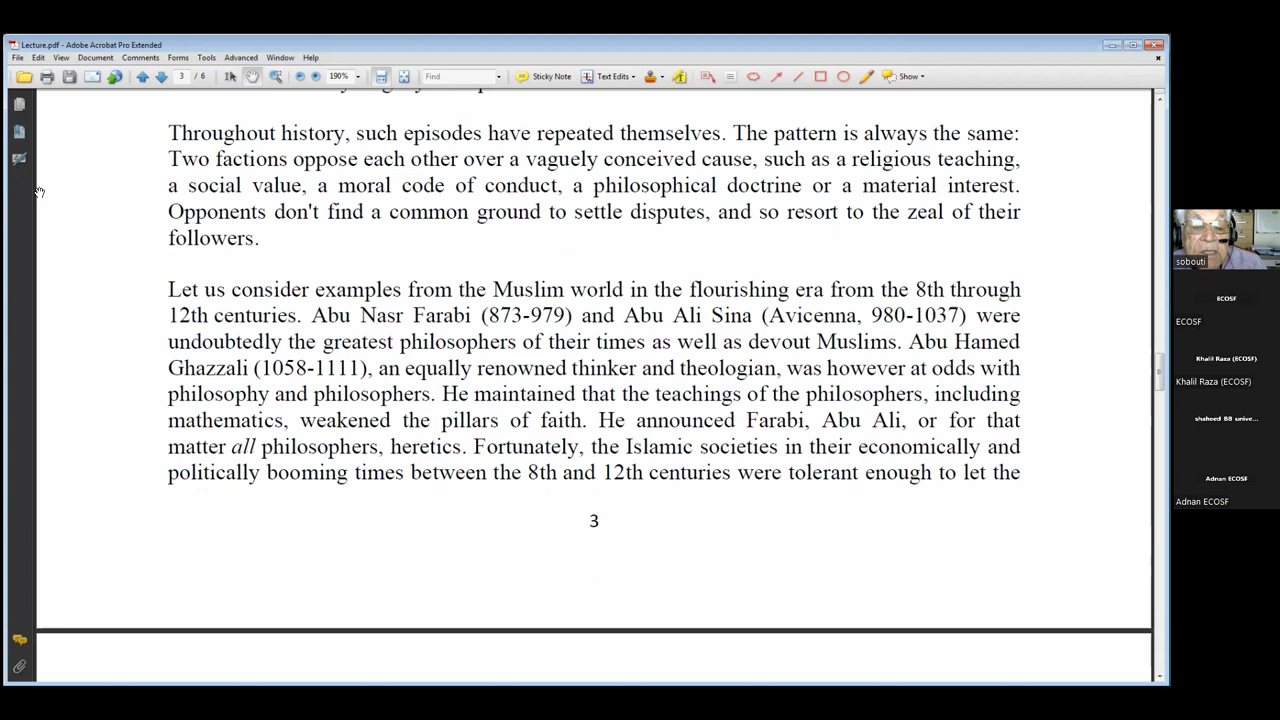 Lecture.pdf - Adobe Acrobat Pro Extended
File Edit View Document Comments Forms Tools Advanced Window Help
3 / 6 190% Find Sticky Note Text Edits Show
Throughout history, such episodes have repeated themselves. The pattern is always the same:
Two factions oppose each other over a vaguely conceived cause, such as a religious teaching,
a social value, a moral code of conduct, a philosophical doctrine or a material interest.
Opponents don't find a common ground to settle disputes, and so resort to the zeal of their
followers.
Let us consider examples from the Muslim world in the flourishing era from the 8th through
12th centuries. Abu Nasr Farabi (873-979) and Abu Ali Sina (Avicenna, 980-1037) were
undoubtedly the greatest philosophers of their times as well as devout Muslims. Abu Hamed
Ghazzali (1058-1111), an equally renowned thinker and theologian, was however at odds with
philosophy and philosophers. He maintained that the teachings of the philosophers, including
mathematics, weakened the pillars of faith. He announced Farabi, Abu Ali, or for that
matter all philosophers, heretics. Fortunately, the Islamic societies in their economically and
politically booming times between the 8th and 12th centuries were tolerant enough to let the
3
sobouti
ECOSF
ECOSF
Khalil Raza (ECOSF)
Khalil Raza (ECOSF)
shaheed BB unive...
Adnan ECOSF
Adnan ECOSF